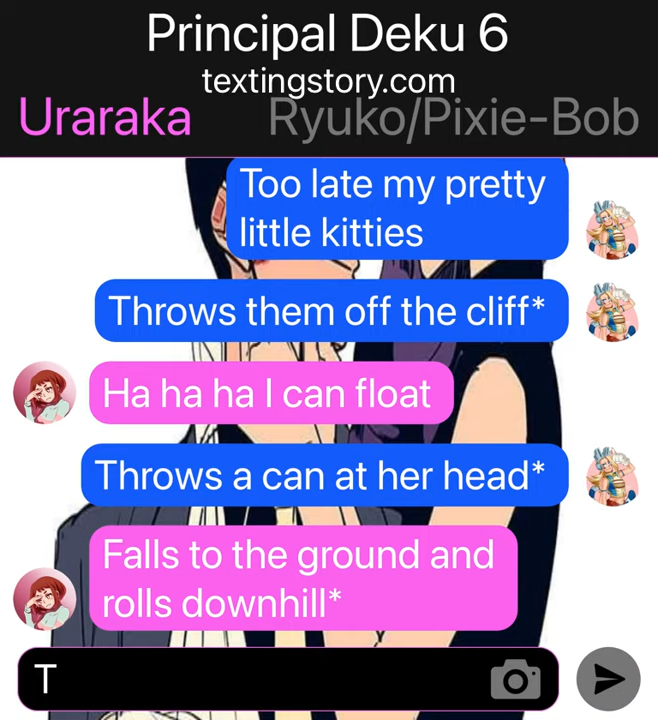 Principal Deku 6
textingstory.com
Uraraka
Ryuko/Pixie-Bob
Too late my pretty
little kitties
Throws them off the cliff*
Ha ha ha I can float
Throws a can at her head*
Falls to the ground and
rolls downhill*
T